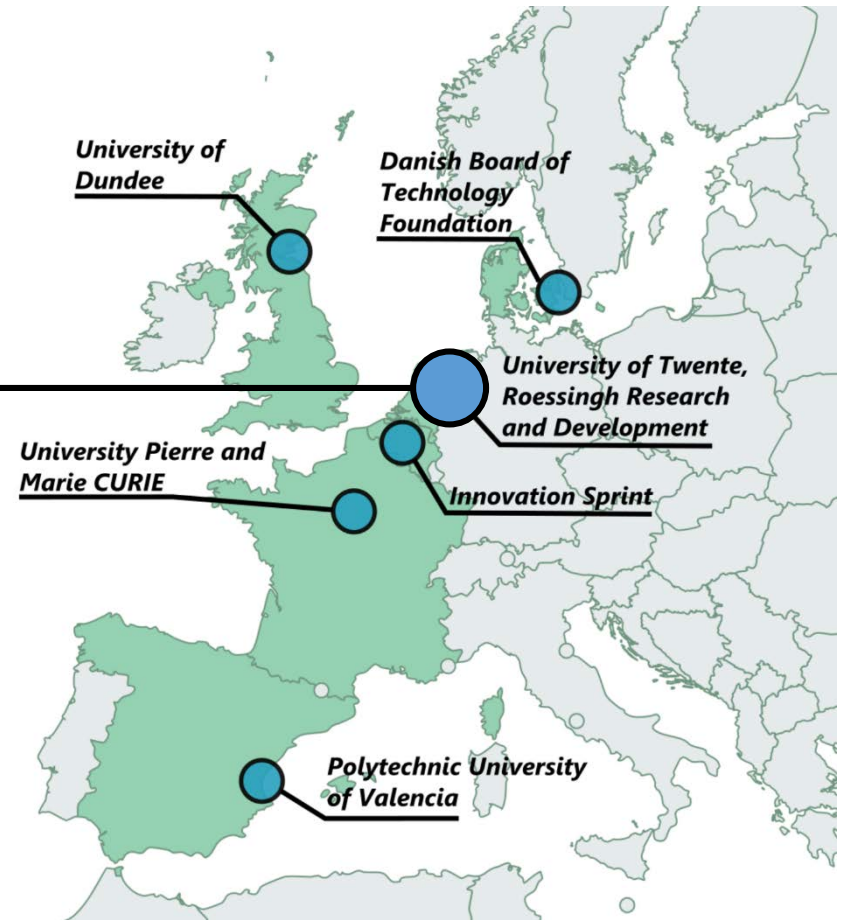 University of
Dundee
Danish Board of
Technology
Foundation
University of Twente,
Roessingh Research
and Development
University Pierre and
Marie CURIE
Innovation Sprint
Polytechnic University
of Valencia